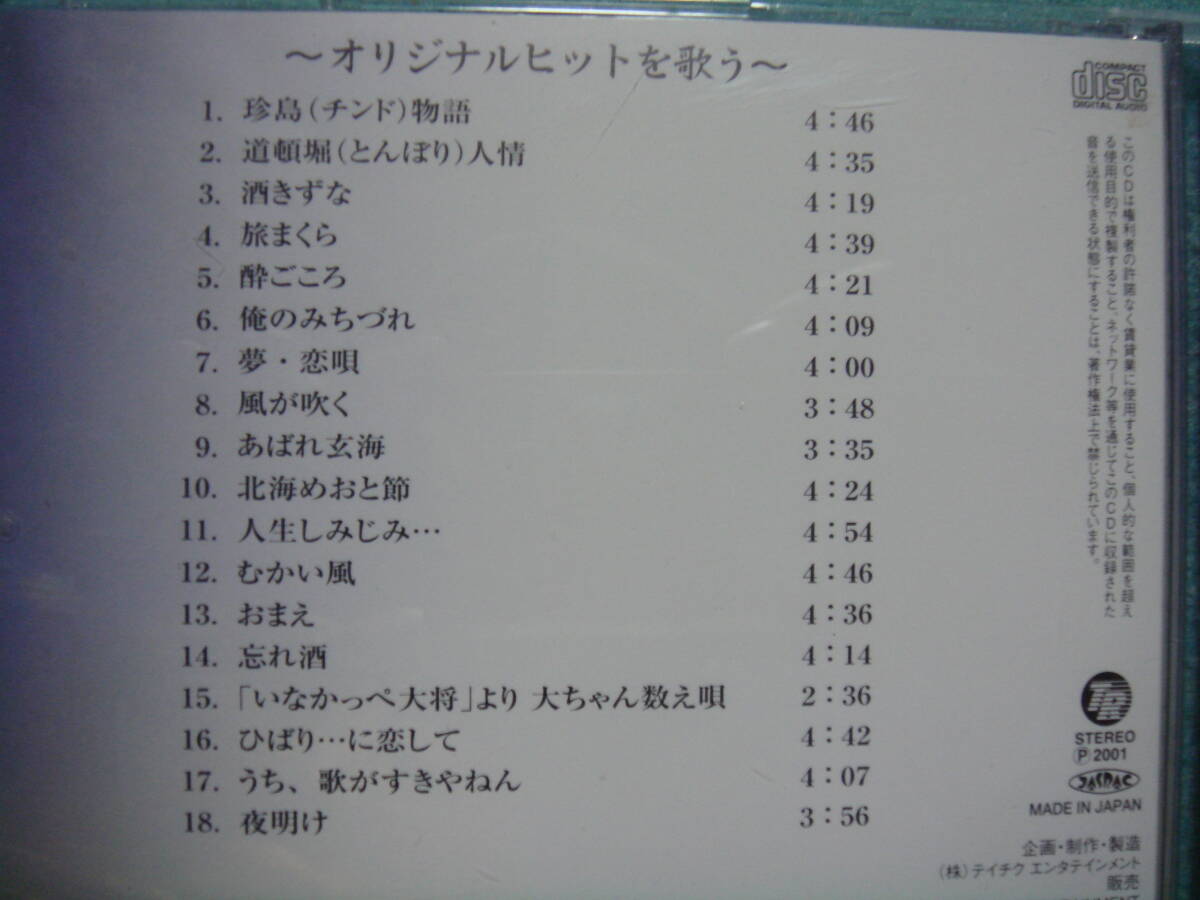 ～オリジナルヒットを歌う～
1. 珍島(チンド)物語 4：46
2. 道頓堀(とんぼり)人情 4：35
3. 酒きずな 4：19
4. 旅まくら 4：39
5. 酔ごころ 4：21
6. 俺のみちづれ 4：09
7. 夢・恋唄 4：00
8. 風が吹く 3：48
9. あばれ玄海 3：35
10. 北海めおと節 4：24
11. 人生しみじみ… 4：54
12. むかい風 4：46
13. おまえ 4：36
14. 忘れ酒 4：14
15. 「いなかっぺ大将」より 大ちゃん数え唄 2：36
16. ひばり…に恋して 4：42
17. うち、歌がすきやねん 4：07
18. 夜明け 3：56
COMPACT
disc
DIGITAL AUDIO
このCDは権利者の許諾なく賃貸業に使用すること、個人的な範囲を超え
る使用目的で複製すること、ネットワーク等を通じてこのCDに収録された
音を送信できる状態にすることは、著作権法上で禁じられています。
STEREO
Ⓟ2001
JASRAC
MADE IN JAPAN
企画・制作・製造
(株)テイチク エンタテインメント
販売